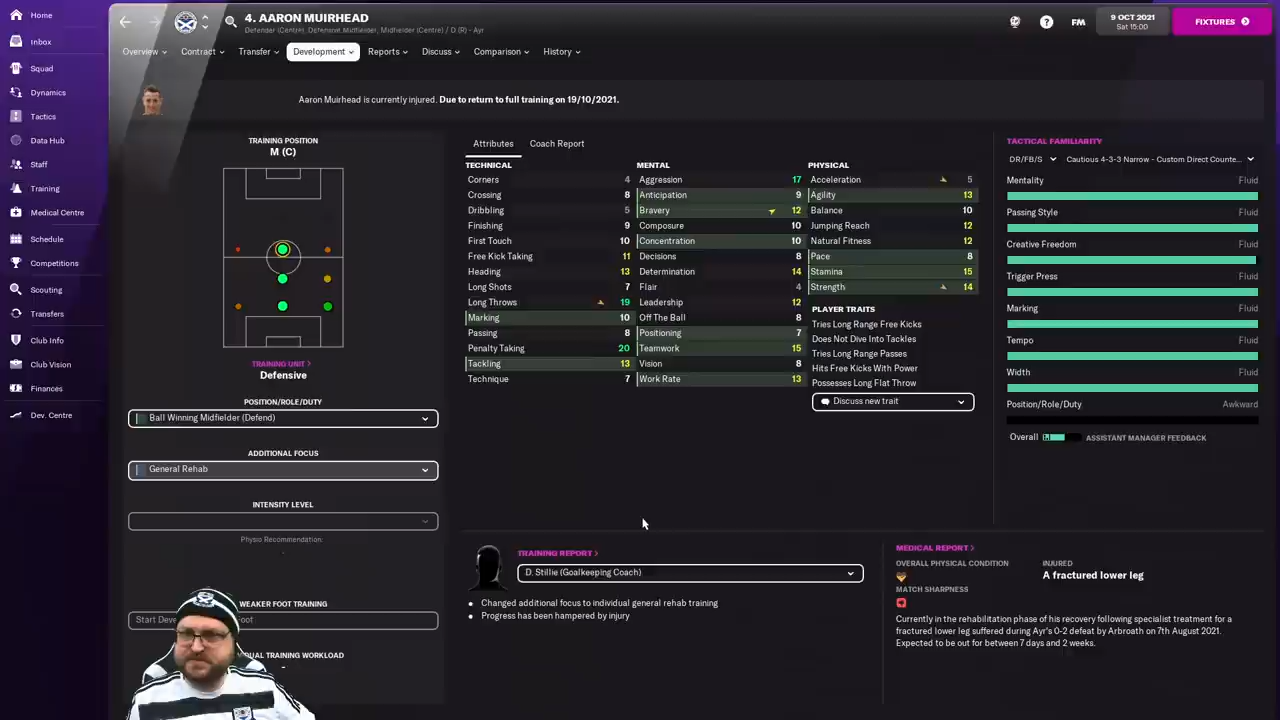 Home
Inbox
Squad
Dynamics
Tactics
Data Hub
Staff
Training
Medical Centre
Schedule
Competitions
Scouting
Transfers
Club Info
Club Vision
Finances
Dev. Centre
4. AARON MUIRHEAD
Defender (Centre), Defensive Midfielder, Midfielder (Centre) / D (R) - Ayr
FM
9 OCT 2021
Sat 15:00
FIXTURES
Overview
Contract
Transfer
Development
Reports
Discuss
Comparison
History
Aaron Muirhead is currently injured. Due to return to full training on 19/10/2021.
TRAINING POSITION
M (C)
TRAINING UNIT >
Defensive
POSITION/ROLE/DUTY
Ball Winning Midfielder (Defend)
ADDITIONAL FOCUS
General Rehab
INTENSITY LEVEL
Physio Recommendation:
-
WEAKER FOOT TRAINING
Start Deve
Foot
TRAINING WORKLOAD
-
Attributes
Coach Report
TECHNICAL
Corners 4
Crossing 8
Dribbling 5
Finishing 9
First Touch 10
Free Kick Taking 11
Heading 13
Long Shots 7
Long Throws 19
Marking 10
Passing 8
Penalty Taking 20
Tackling 13
Technique 7
MENTAL
Aggression 17
Anticipation 9
Bravery 12
Composure 10
Concentration 10
Decisions 8
Determination 14
Flair 4
Leadership 12
Off The Ball 8
Positioning 7
Teamwork 15
Vision 8
Work Rate 13
PHYSICAL
Acceleration 5
Agility 13
Balance 10
Jumping Reach 12
Natural Fitness 12
Pace 8
Stamina 15
Strength 14
PLAYER TRAITS
Tries Long Range Free Kicks
Does Not Dive Into Tackles
Tries Long Range Passes
Hits Free Kicks With Power
Possesses Long Flat Throw
Discuss new trait
TACTICAL FAMILIARITY
DR/FB/S
Cautious 4-3-3 Narrow - Custom Direct Counte...
Mentality Fluid
Passing Style Fluid
Creative Freedom Fluid
Trigger Press Fluid
Marking Fluid
Tempo Fluid
Width Fluid
Position/Role/Duty Awkward
Overall
ASSISTANT MANAGER FEEDBACK
TRAINING REPORT >
D. Stillie (Goalkeeping Coach)
• Changed additional focus to individual general rehab training
• Progress has been hampered by injury
MEDICAL REPORT >
OVERALL PHYSICAL CONDITION
MATCH SHARPNESS
INJURED
A fractured lower leg
Currently in the rehabilitation phase of his recovery following specialist treatment for a
fractured lower leg suffered during Ayr's 0-2 defeat by Arbroath on 7th August 2021.
Expected to be out for between 7 days and 2 weeks.